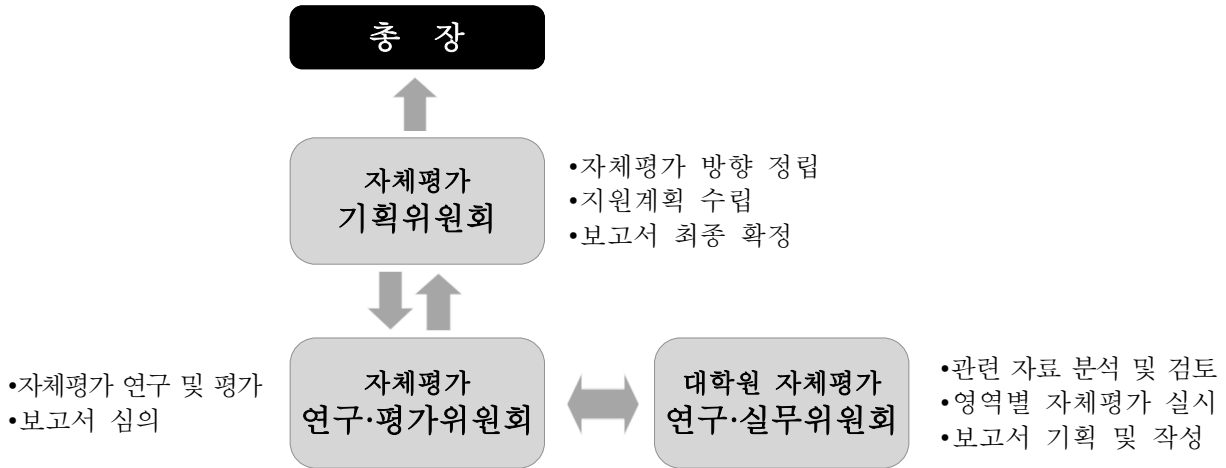 총 장
자체평가
기획위원회
•자체평가 방향 정립
•지원계획 수립
•보고서 최종 확정
•자체평가 연구 및 평가
•보고서 심의
자체평가
연구·평가위원회
대학원 자체평가
연구·실무위원회
•관련 자료 분석 및 검토
•영역별 자체평가 실시
•보고서 기획 및 작성